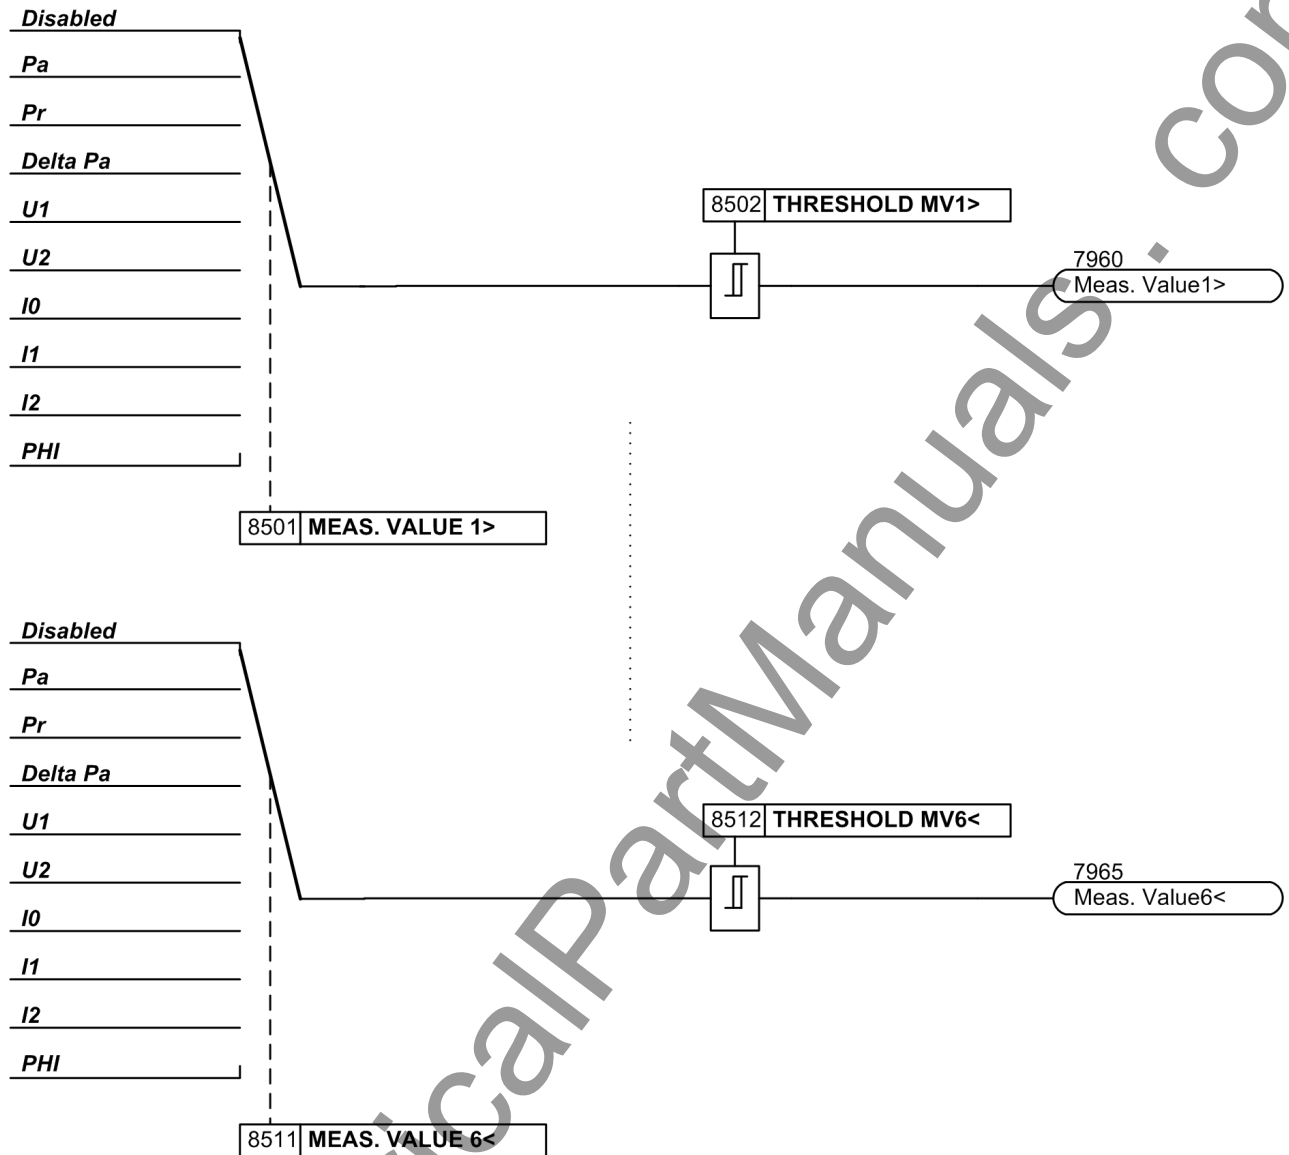 Disabled
Pa
Pr
Delta Pa
U1
U2
I0
I1
I2
PHI
8502 THRESHOLD MV1>
7960
Meas. Value1>
8501 MEAS. VALUE 1>
Disabled
Pa
Pr
Delta Pa
U1
U2
I0
I1
I2
PHI
8512 THRESHOLD MV6<
7965
Meas. Value6<
8511 MEAS. VALUE 6<
icalPartManuals . con